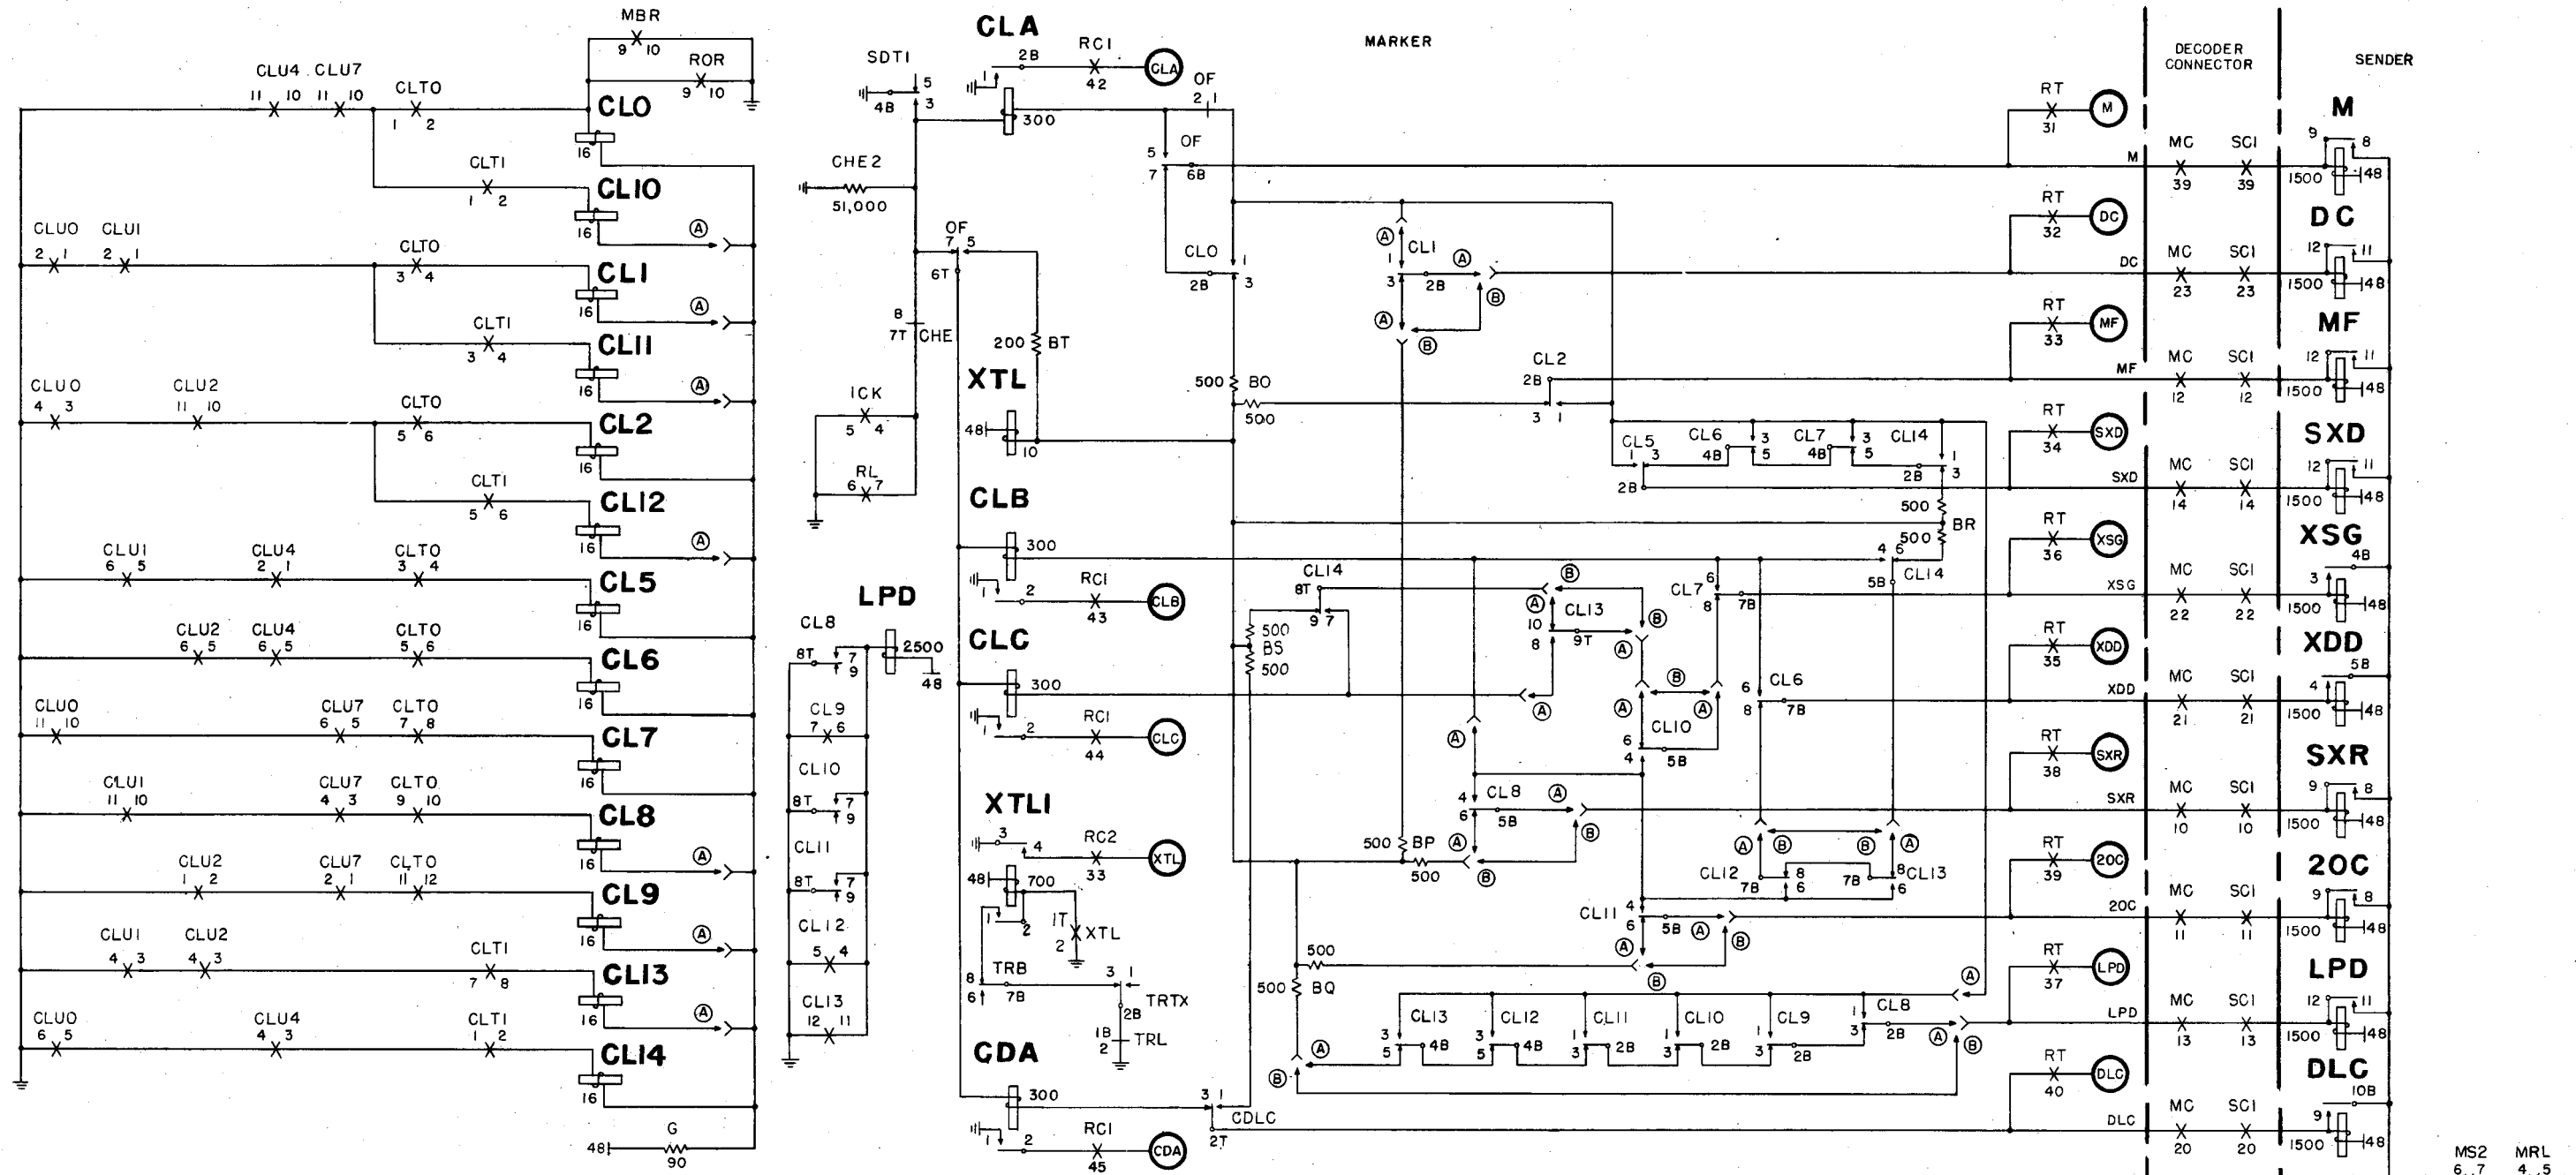 MBR
9 10
ROR
9 10
CLU4 CLU7
11 10 11 10
CLT0
1 2
CL0
16
CLT1
1 2
CL10
16
A
CLU0 CLU1
2 1 2 1
CLT0
3 4
CL1
16
A
CLT1
3 4
CL11
16
A
CLU0 CLU2
4 3 11 10
CLT0
5 6
CL2
16
CLT1
5 6
CL12
16
A
CLU1 CLU4 CLT0
6 5 2 1 3 4
CL5
16
CLU2 CLU4 CLT0
6 5 6 5 5 6
CL6
16
CLU0 CLU7 CLT0
11 10 6 5 7 8
CL7
16
CLU1 CLU7 CLT0
11 10 4 3 9 10
CL8
16
A
CLU2 CLU7 CLT0
1 2 2 1 11 12
CL9
16
A
CLU1 CLU2 CLT1
4 3 4 3 7 8
CL13
16
A
CLU0 CLU4 CLT1
6 5 4 3 1 2
CL14
16
G
48 90
LPD
2500
48
CL8
8T 7 9
CL9
7 6
CL10
8T 7 9
CL11
8T 7 9
CL12
5 4
CL13
12 11
SDT1
5
4B 3
CHE2
51,000
OF
7 5
6T
8
7T CHE
200 BT
1CK
5 4
RL
6 7
CLA
1 2B RC1 CLA
42
300
XTL
48
10
CLB
300
1 2 RC1 CLB
43
CLC
300
1 2 RC1 CLC
44
XTL1
3 4 RC2 XTL
33
48 700
1 2
1T
2 XTL
8 TRB
6 7B
3 1
TRTX
2B
1B
2 TRL
CDA
300
1 2 RC1 CDA
45
MARKER
OF
2 1
5 OF
7 6B
CL0
2B 1 3
500 BO
500
A CL1
1
3 2B A
A B
B
CL2
2B
3 1
CL5 CL6 3 CL7 3 CL14
1 3 4B 5 4B 5 1
2B 2B 3
500
BR
500
4 6
5B CL14
CL14
8T
9 7
500
BS
500
B
A CL13
10
8 9T B
A
A
6 CL7
8 7B
B
A A
CL10
6
4 5B
6 CL6
8 7B
A
4 CL8 A
6 5B
A B
500 BP
500 B
A B B A
CL12 8 8 CL13
7B 6 7B 6
CL11 4
6 5B A
A B
B
500
500 BQ
A
B
A
CL13 CL12 CL11 CL10 CL9 CL8
3 3 1 1 1 1
5 4B 5 4B 3 2B 3 2B 3 2B 3 2B A B
3 1
CDLC
2T
DECODER
CONNECTOR
SENDER
RT M
31
M MC SC1
39 39
M
9 8
1500 48
RT DC
32
DC MC SC1
23 23
DC
12 11
1500 48
RT MF
33
MF MC SC1
12 12
MF
12 11
1500 48
RT SXD
34
SXD MC SC1
14 14
SXD
12 11
1500 48
RT XSG
36
XSG MC SC1
22 22
XSG
4B
3
1500 48
RT XDD
35
XDD MC SC1
21 21
XDD
5B
4
1500 48
RT SXR
38
SXR MC SC1
10 10
SXR
9 8
1500 48
RT 20C
39
20C MC SC1
11 11
20C
9 8
1500 48
RT LPD
37
LPD MC SC1
13 13
LPD
12 11
1500 48
RT DLC
40
DLC MC SC1
20 20
DLC
10B
9
1500 48
MS2 MRL
6 7 4 5